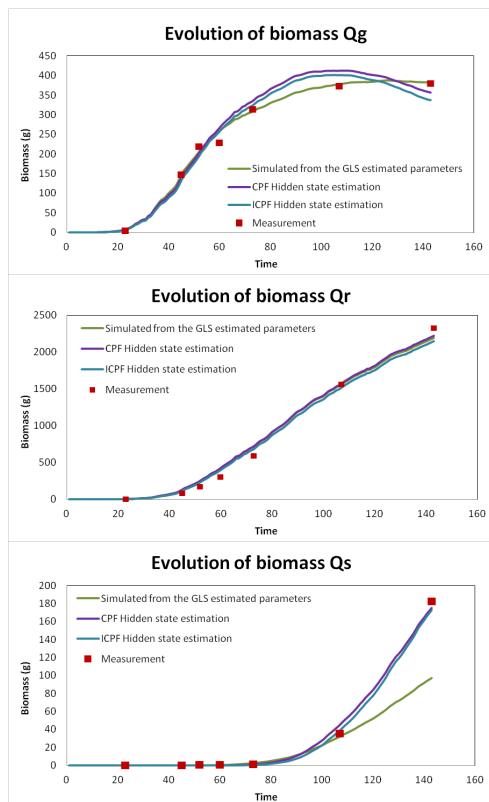 Evolution of biomass Qg
450
400
350
300
250
200
150
100
50
0
Biomass (g)
Simulated from the GLS estimated parameters
CPF Hidden state estimation
ICPF Hidden state estimation
Measurement
0 20 40 60 80 100 120 140 160
Time
Evolution of biomass Qr
2500
2000
1500
1000
500
0
Biomass (g)
Simulated from the GLS estimated parameters
CPF Hidden state estimation
ICPF Hidden state estimation
Measurement
0 20 40 60 80 100 120 140 160
Time
Evolution of biomass Qs
200
180
160
140
120
100
80
60
40
20
0
Biomass (g)
Simulated from the GLS estimated parameters
CPF Hidden state estimation
ICPF Hidden state estimation
Measurement
0 20 40 60 80 100 120 140 160
Time